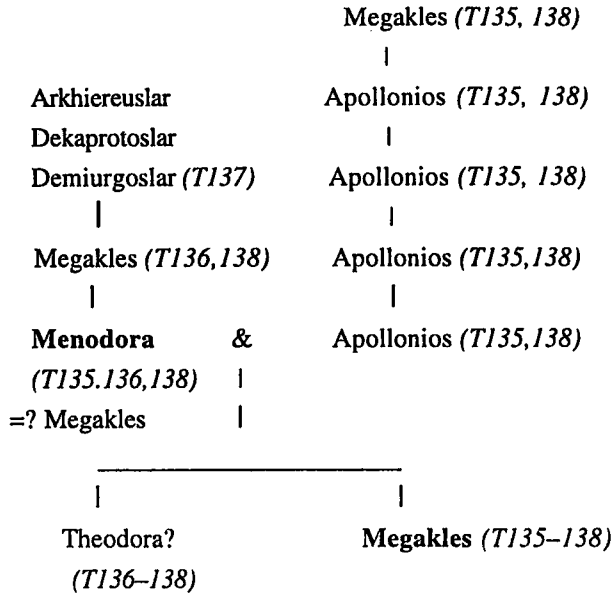 Megakles (T135, 138)
Arkhiereuslar Apollonios (T135, 138)
Dekaprotoslar
Demiurgoslar (T137) Apollonios (T135, 138)
Megakles (T136,138) Apollonios (T135,138)
Menodora & Apollonios (T135,138)
(T135.136,138)
=? Megakles
Theodora? Megakles (T135–138)
(T136–138)